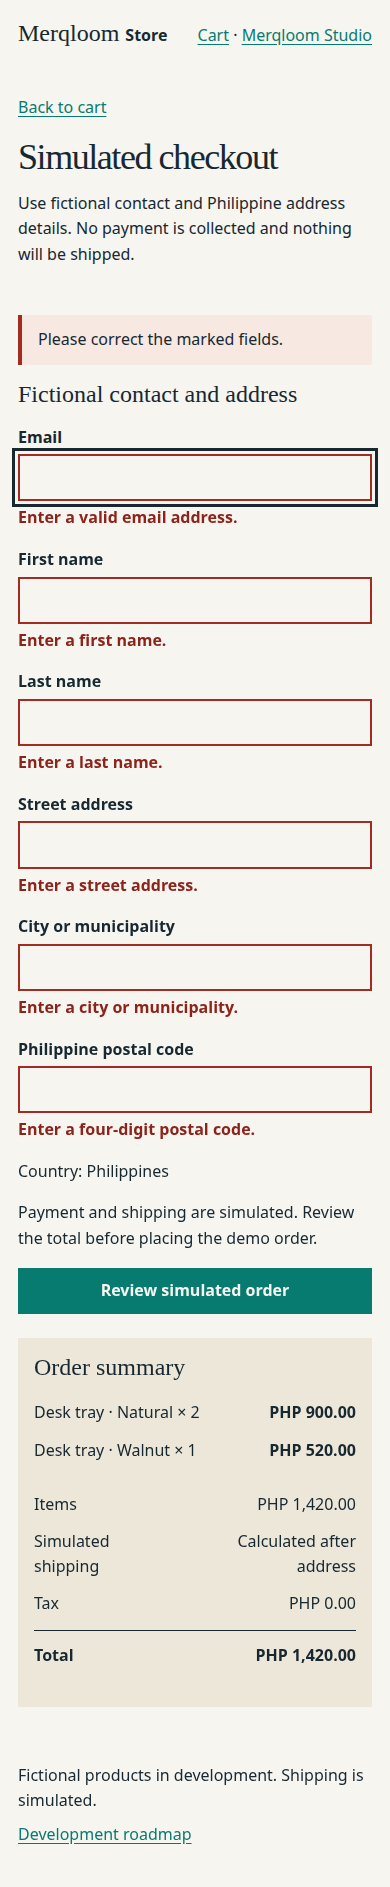 Merqloom Store Cart · Merqloom Studio
Back to cart
Simulated checkout
Use fictional contact and Philippine address
details. No payment is collected and nothing
will be shipped.
Please correct the marked fields.
Fictional contact and address
Email
Enter a valid email address.
First name
Enter a first name.
Last name
Enter a last name.
Street address
Enter a street address.
City or municipality
Enter a city or municipality.
Philippine postal code
Enter a four-digit postal code.
Country: Philippines
Payment and shipping are simulated. Review
the total before placing the demo order.
Review simulated order
Order summary
Desk tray · Natural × 2 PHP 900.00
Desk tray · Walnut × 1 PHP 520.00
Items PHP 1,420.00
Simulated shipping Calculated after address
Tax PHP 0.00
Total PHP 1,420.00
Fictional products in development. Shipping is
simulated.
Development roadmap